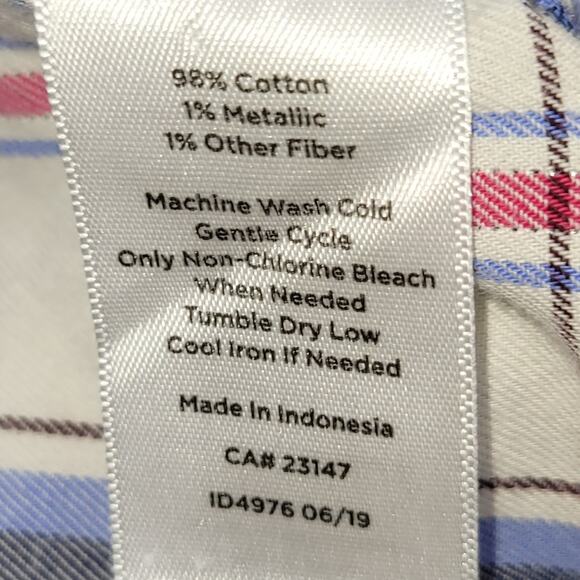 98% Cotton
1% Metallic
1% Other Fiber
Machine Wash Cold
Gentle Cycle
Only Non-Chlorine Bleach
When Needed
Tumble Dry Low
Cool Iron If Needed
Made In Indonesia
CA# 23147
ID4976 06/19